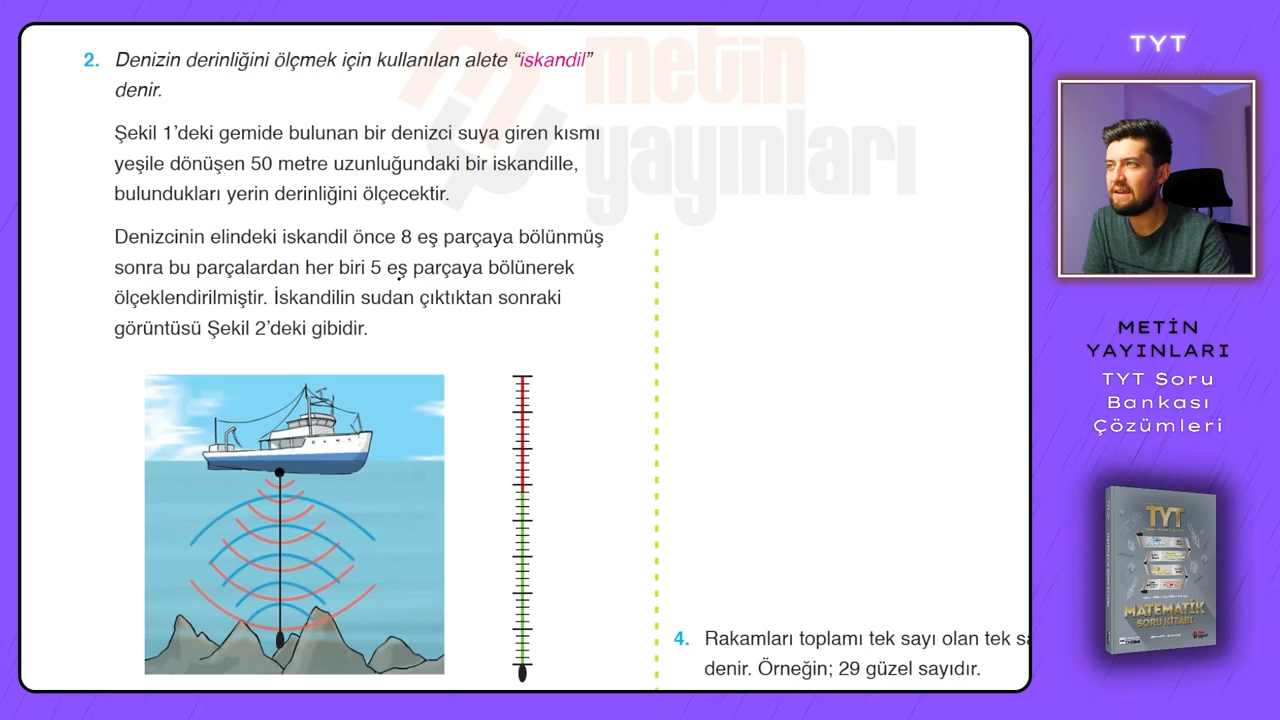 2. Denizin derinliğini ölçmek için kullanılan alete “iskandil”
denir.
Şekil 1’deki gemide bulunan bir denizci suya giren kısmı
yeşile dönüşen 50 metre uzunluğundaki bir iskandille,
bulundukları yerin derinliğini ölçecektir.
Denizcinin elindeki iskandil önce 8 eş parçaya bölünmüş
sonra bu parçalardan her biri 5 eş parçaya bölünerek
ölçeklendirilmiştir. İskandilin sudan çıktıktan sonraki
görüntüsü Şekil 2’deki gibidir.
metin
yayınları
4. Rakamları toplamı tek sayı olan tek sa
denir. Örneğin; 29 güzel sayıdır.
TYT
METİN
YAYINLARI
TYT Soru
Bankası
Çözümleri
TYT
MATEMATİK
SORU KİTABI